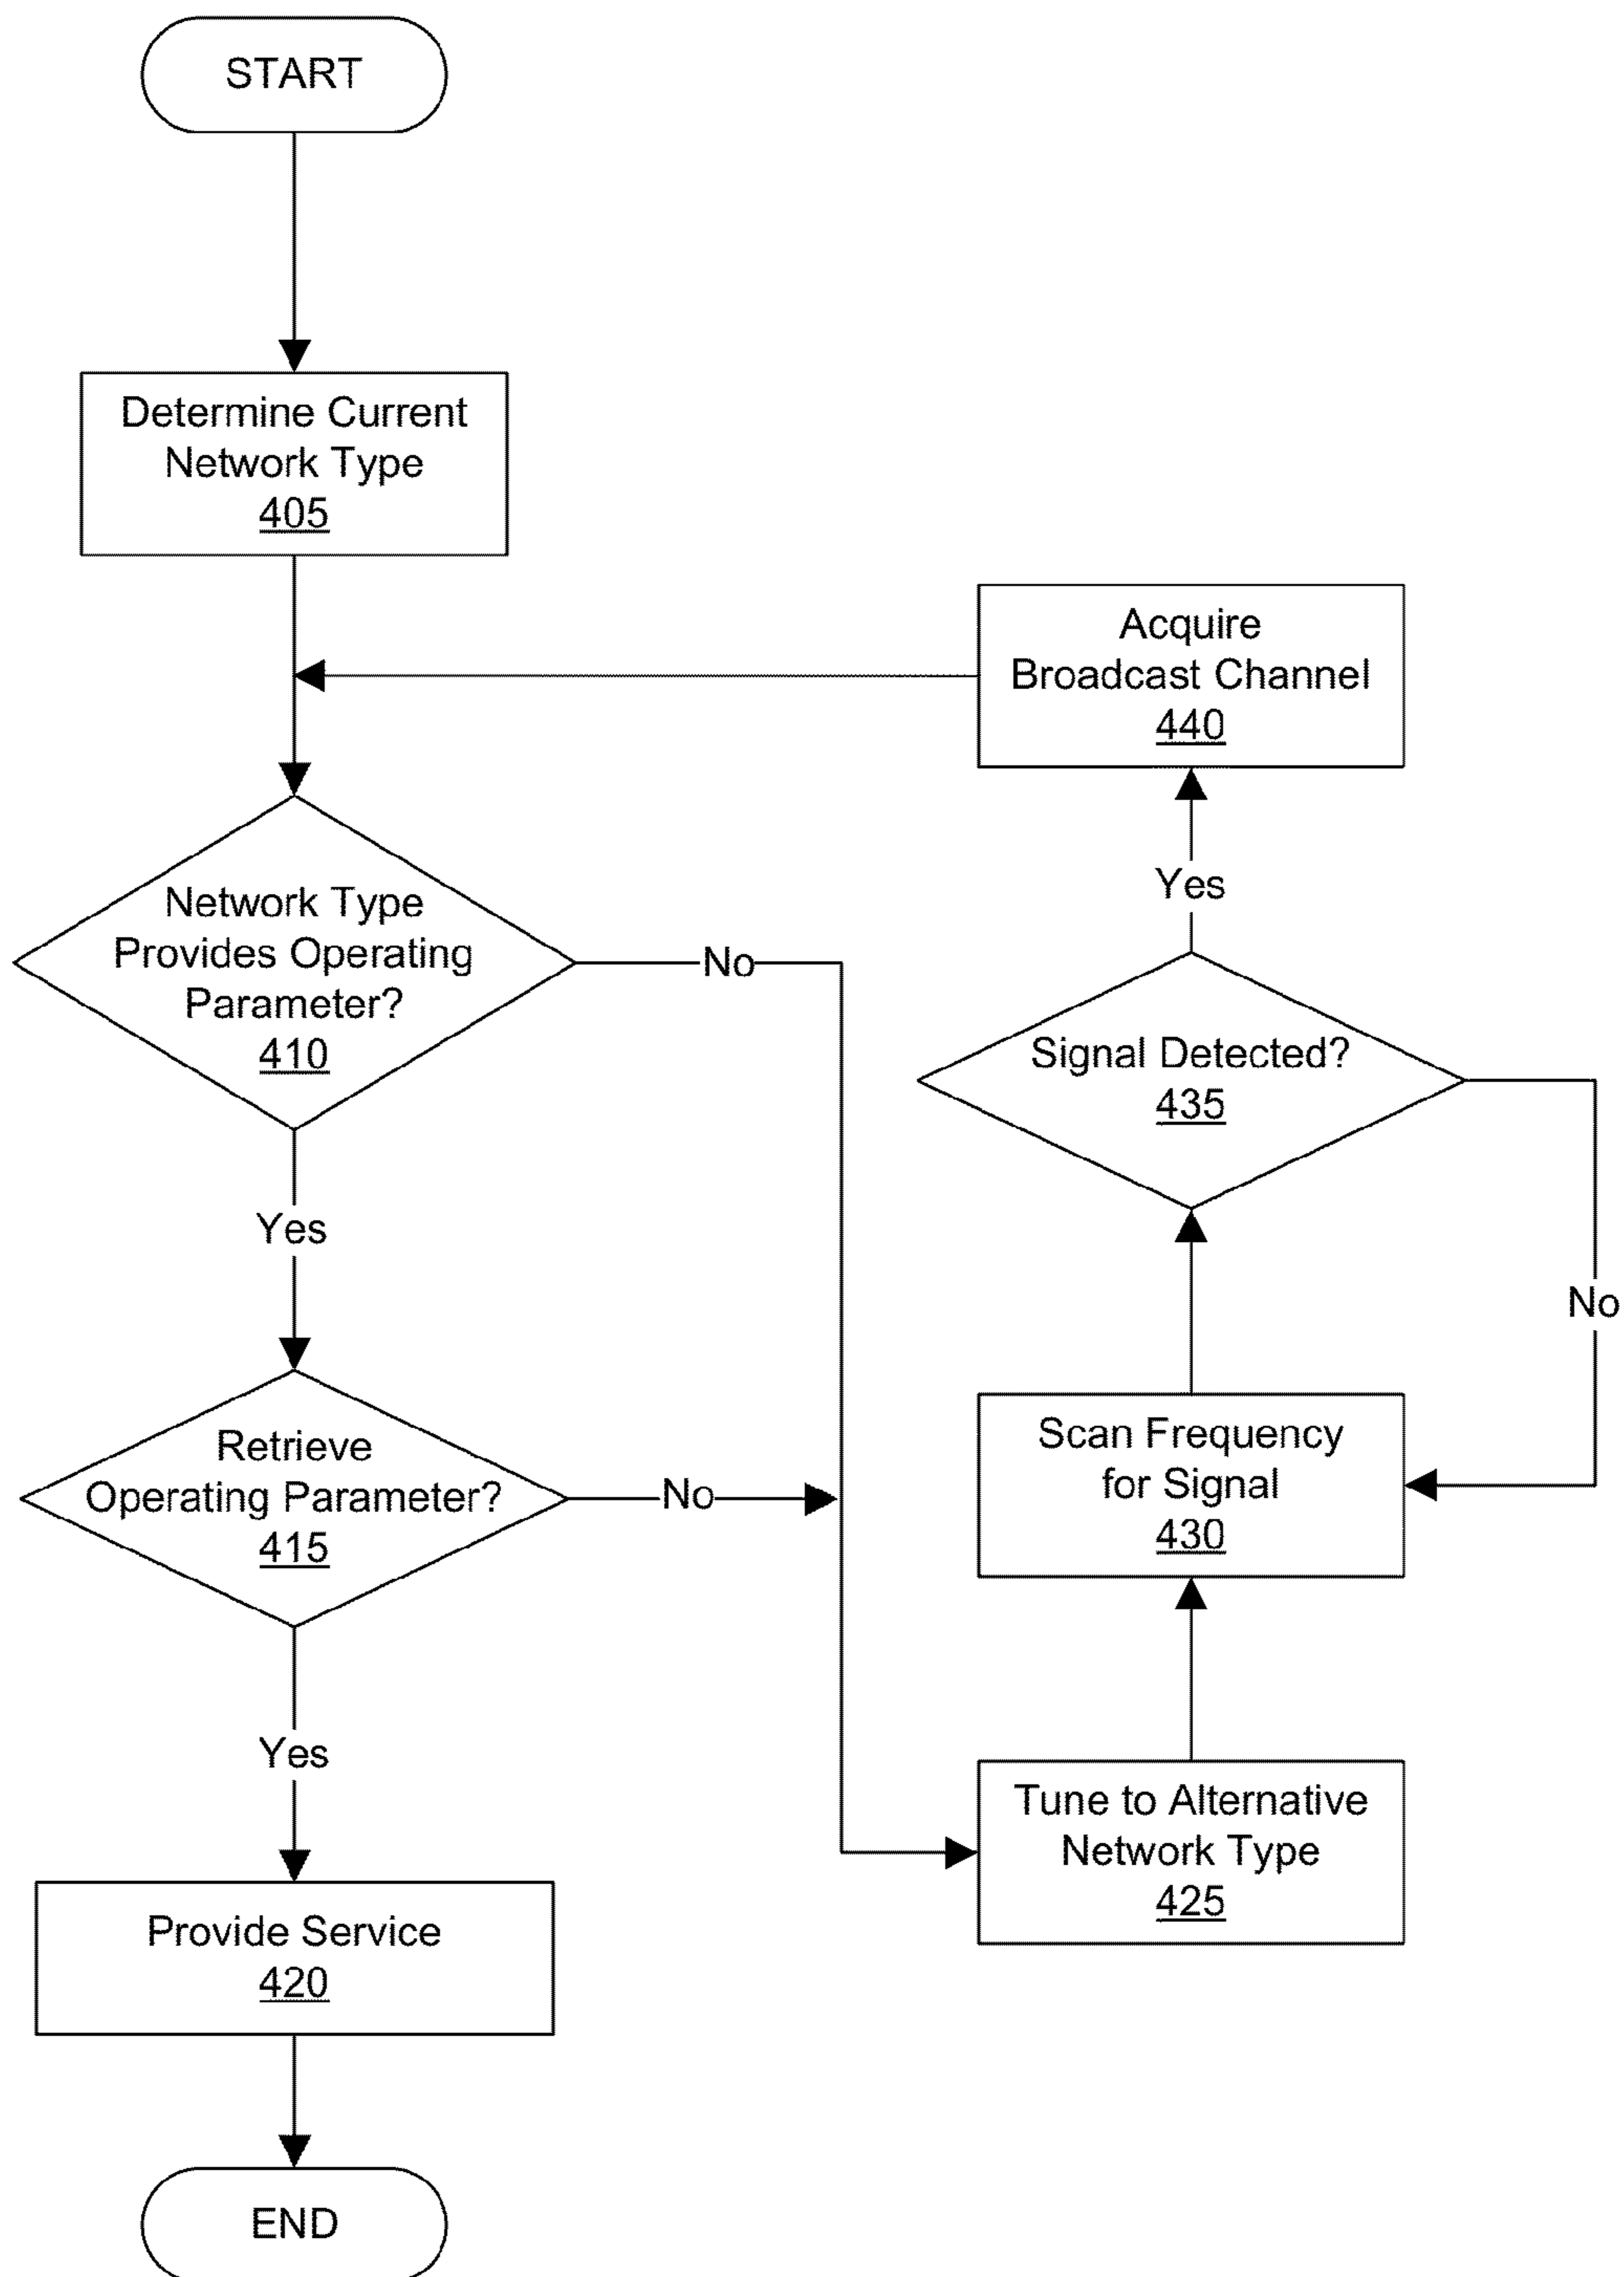 START
Determine Current
Network Type
405
Acquire
Broadcast Channel
440
Yes
Network Type
Provides Operating
Parameter?
410
No
Signal Detected?
435
Yes
No
Retrieve
Operating Parameter?
415
No
Scan Frequency
for Signal
430
Yes
Tune to Alternative
Network Type
425
Provide Service
420
END